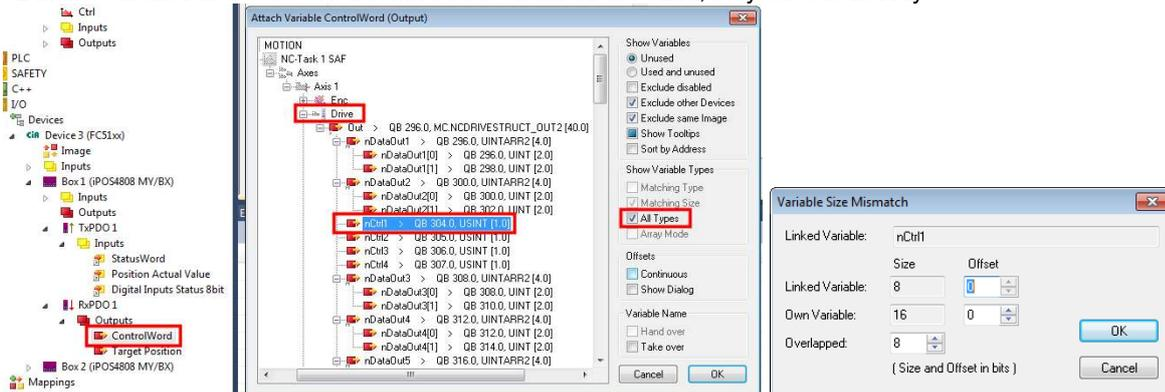 Ctrl
Inputs
Outputs
PLC
SAFETY
C++
I/O
Devices
Device 3 (FC51xx)
Image
Inputs
Box 1 (iPOS4808 MY/BX)
Inputs
Outputs
TxPDO 1
Inputs
StatusWord
Position Actual Value
Digital Inputs Status 8bit
RxPDO 1
Outputs
ControlWord
Target Position
Box 2 (iPOS4808 MY/BX)
Mappings
Attach Variable ControlWord (Output)
MOTION
NC-Task 1 SAF
Axes
Axis 1
Enc
Drive
Out > QB 296.0, MC.NCDRIVESTRUCT_OUT2 [40.0]
nDataOut1 > QB 296.0, UINTARR2 [4.0]
nDataOut1[0] > QB 296.0, UINT [2.0]
nDataOut1[1] > QB 298.0, UINT [2.0]
nDataOut2 > QB 300.0, UINTARR2 [4.0]
nDataOut2[0] > QB 300.0, UINT [2.0]
nDataOut2[1] > QB 302.0, UINT [2.0]
nCtrl1 > QB 304.0, USINT [1.0]
nCtrl2 > QB 305.0, USINT [1.0]
nCtrl3 > QB 306.0, USINT [1.0]
nCtrl4 > QB 307.0, USINT [1.0]
nDataOut3 > QB 308.0, UINTARR2 [4.0]
nDataOut3[0] > QB 308.0, UINT [2.0]
nDataOut3[1] > QB 310.0, UINT [2.0]
nDataOut4 > QB 312.0, UINTARR2 [4.0]
nDataOut4[0] > QB 312.0, UINT [2.0]
nDataOut4[1] > QB 314.0, UINT [2.0]
nDataOut5 > QB 316.0, UINTARR2 [4.0]
Show Variables
Unused
Used and unused
Exclude disabled
Exclude other Devices
Exclude same Image
Show Tooltips
Sort by Address
Show Variable Types
Matching Type
Matching Size
All Types
Array Mode
Offsets
Continuous
Show Dialog
Variable Name
Hand over
Take over
Cancel OK
Variable Size Mismatch
Linked Variable: nCtrl1
Size Offset
Linked Variable: 8 0
Own Variable: 16 0
Overlapped: 8
( Size and Offset in bits )
OK
Cancel